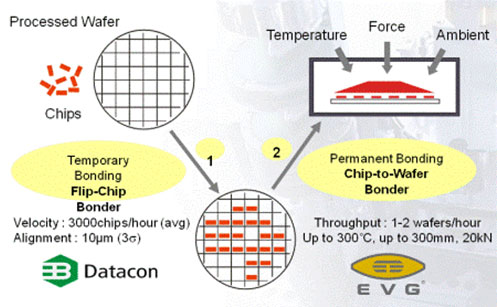 Processed Wafer
Chips
Temperature
Force
Ambient
1
2
Temporary
Bonding
Flip-Chip
Bonder
Velocity : 3000chips/hour (avg)
Alignment : 10µm (3σ)
Datacon
Permanent Bonding
Chip-to-Wafer
Bonder
Throughput : 1-2 wafers/hour
Up to 300℃, up to 300mm, 20kN
EVG®